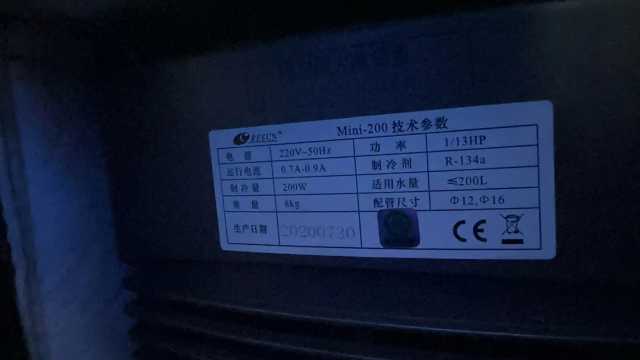 Mini-200 技术参数
电 源 220V~50Hz 功 率 1/13HP
运行电流 0.7A-0.9A 制冷剂 R-134a
制冷量 200W 适用水量 ≤200L
重 量 8kg 配管尺寸 Φ12,Φ16
生产日期 20200730 CE